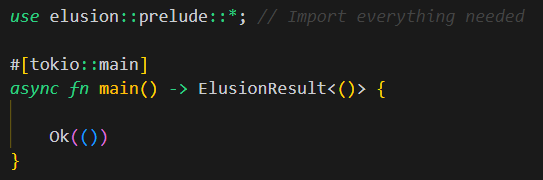 use elusion::prelude::*; // Import everything needed
#[tokio::main]
async fn main() -> ElusionResult<()> {
Ok(())
}